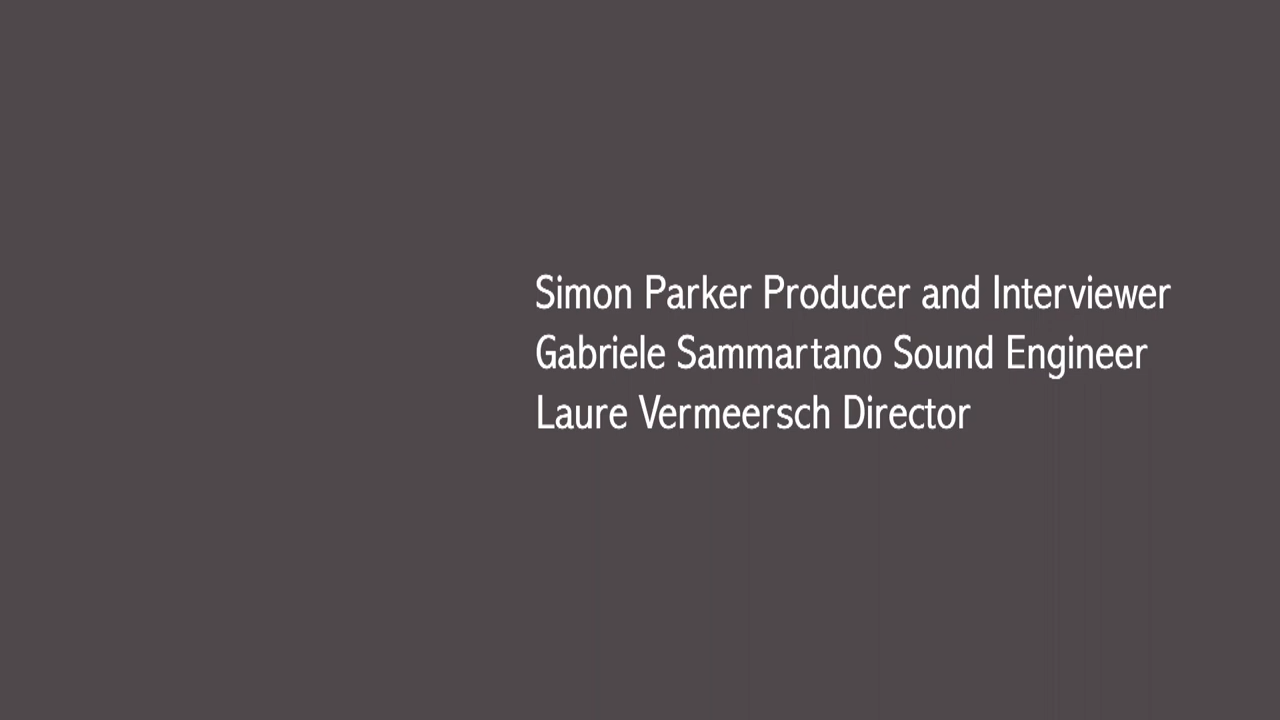 Simon Parker Producer and Interviewer
Gabriele Sammartano Sound Engineer
Laure Vermeersch Director